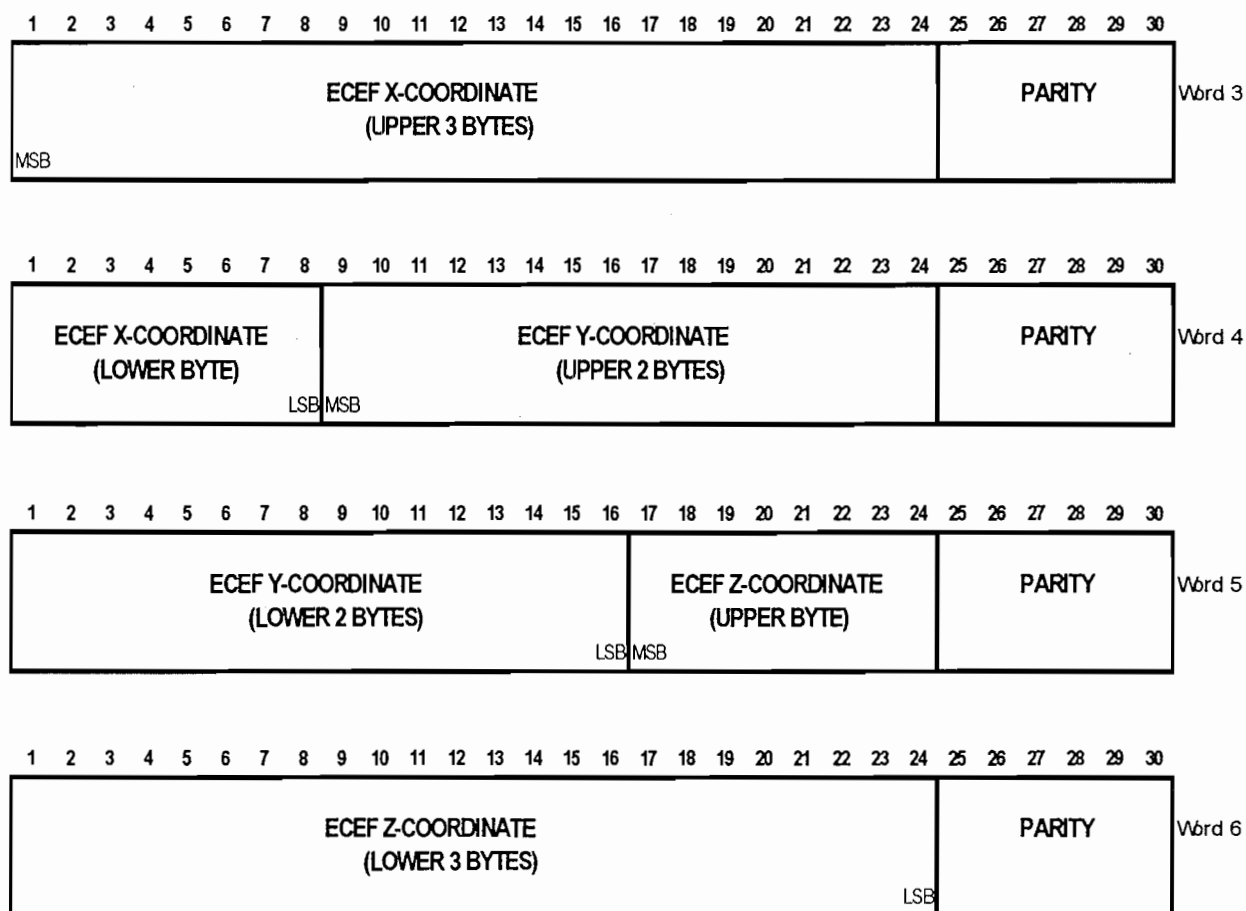 1 2 3 4 5 6 7 8 9 10 11 12 13 14 15 16 17 18 19 20 21 22 23 24 25 26 27 28 29 30
ECEF X-COORDINATE PARITY Word 3
(UPPER 3 BYTES)
MSB
1 2 3 4 5 6 7 8 9 10 11 12 13 14 15 16 17 18 19 20 21 22 23 24 25 26 27 28 29 30
ECEF X-COORDINATE ECEF Y-COORDINATE PARITY Word 4
(LOWER BYTE) (UPPER 2 BYTES)
LSB MSB
1 2 3 4 5 6 7 8 9 10 11 12 13 14 15 16 17 18 19 20 21 22 23 24 25 26 27 28 29 30
ECEF Y-COORDINATE ECEF Z-COORDINATE PARITY Word 5
(LOWER 2 BYTES) (UPPER BYTE)
LSB MSB
1 2 3 4 5 6 7 8 9 10 11 12 13 14 15 16 17 18 19 20 21 22 23 24 25 26 27 28 29 30
ECEF Z-COORDINATE PARITY Word 6
(LOWER 3 BYTES)
LSB